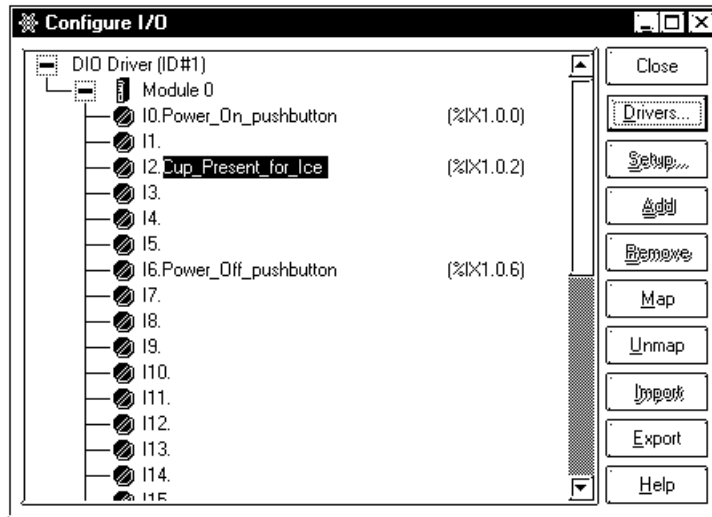 Configure I/O
DIO Driver (ID#1)
Module 0
I0.Power_On_pushbutton (%IX1.0.0)
I1.
I2.Cup_Present_for_Ice (%IX1.0.2)
I3.
I4.
I5.
I6.Power_Off_pushbutton (%IX1.0.6)
I7.
I8.
I9.
I10.
I11.
I12.
I13.
I14.
I15.
Close
Drivers...
Setup...
Add
Remove
Map
Unmap
Import
Export
Help